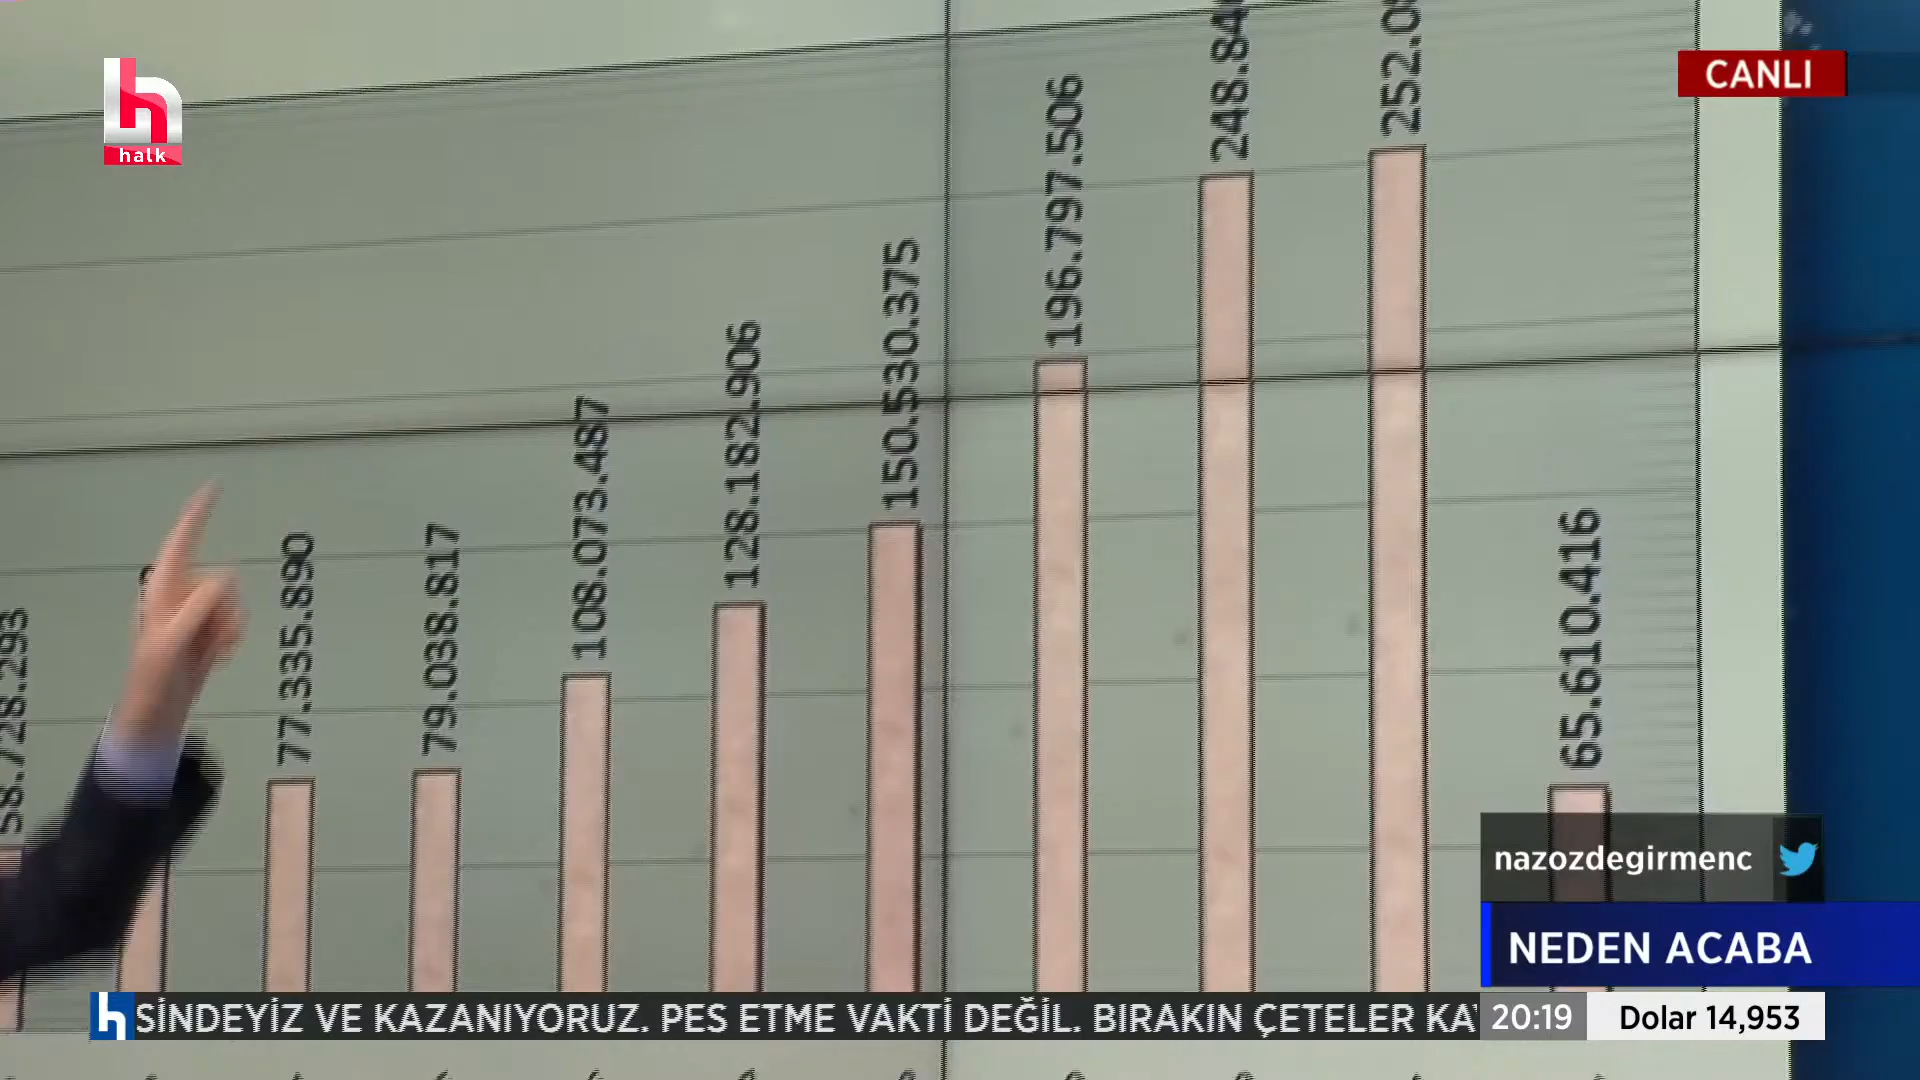 halk
CANLI
58.728.293
77.335.890
79.038.817
108.073.487
128.182.906
150.530.375
196.797.506
248.84
252.0
65.610.416
nazozdegirmenc
NEDEN ACABA
SİNDEYİZ VE KAZANIYORUZ. PES ETME VAKTİ DEĞİL. BIRAKIN ÇETELER KA
20:19
Dolar 14,953